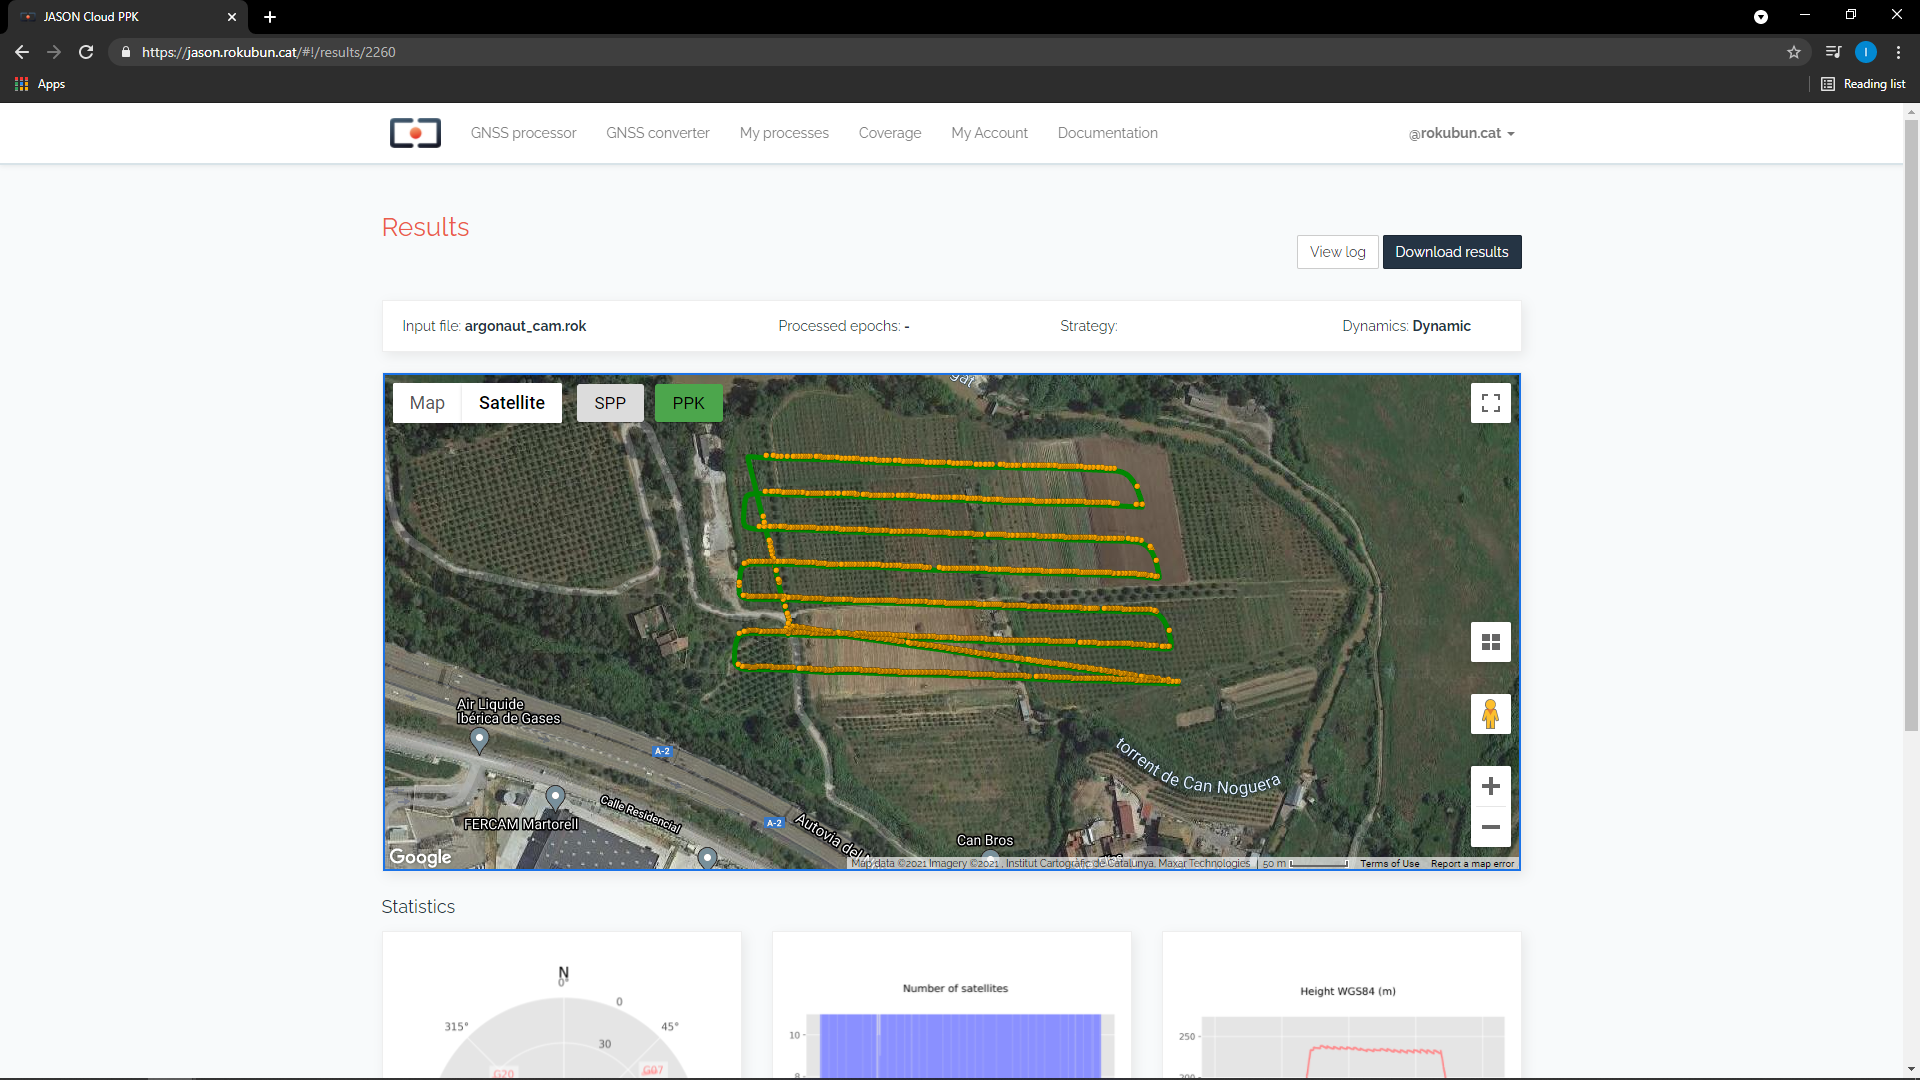 JASON Cloud PPK
https://jason.rokubun.cat/#!/results/2260
Apps
Reading list
GNSS processor
GNSS converter
My processes
Coverage
My Account
Documentation
@rokubun.cat
Results
View log
Download results
Input file: argonaut_cam.rok
Processed epochs: -
Strategy:
Dynamics: Dynamic
Map
Satellite
SPP
PPK
gat
Air Liquide
Ibérica de Gases
A-2
torrent de Can Noguera
Calle Residencial
FERCAM Martorell
A-2
Autovia del
Can Bros
Google
Map data ©2021 Imagery ©2021 , Institut Cartogràfic de Catalunya, Maxar Technologies
50 m
Terms of Use
Report a map error
Statistics
N
0°
0
315°
45°
30
G20
G07
Number of satellites
10
8
Height WGS84 (m)
250
200